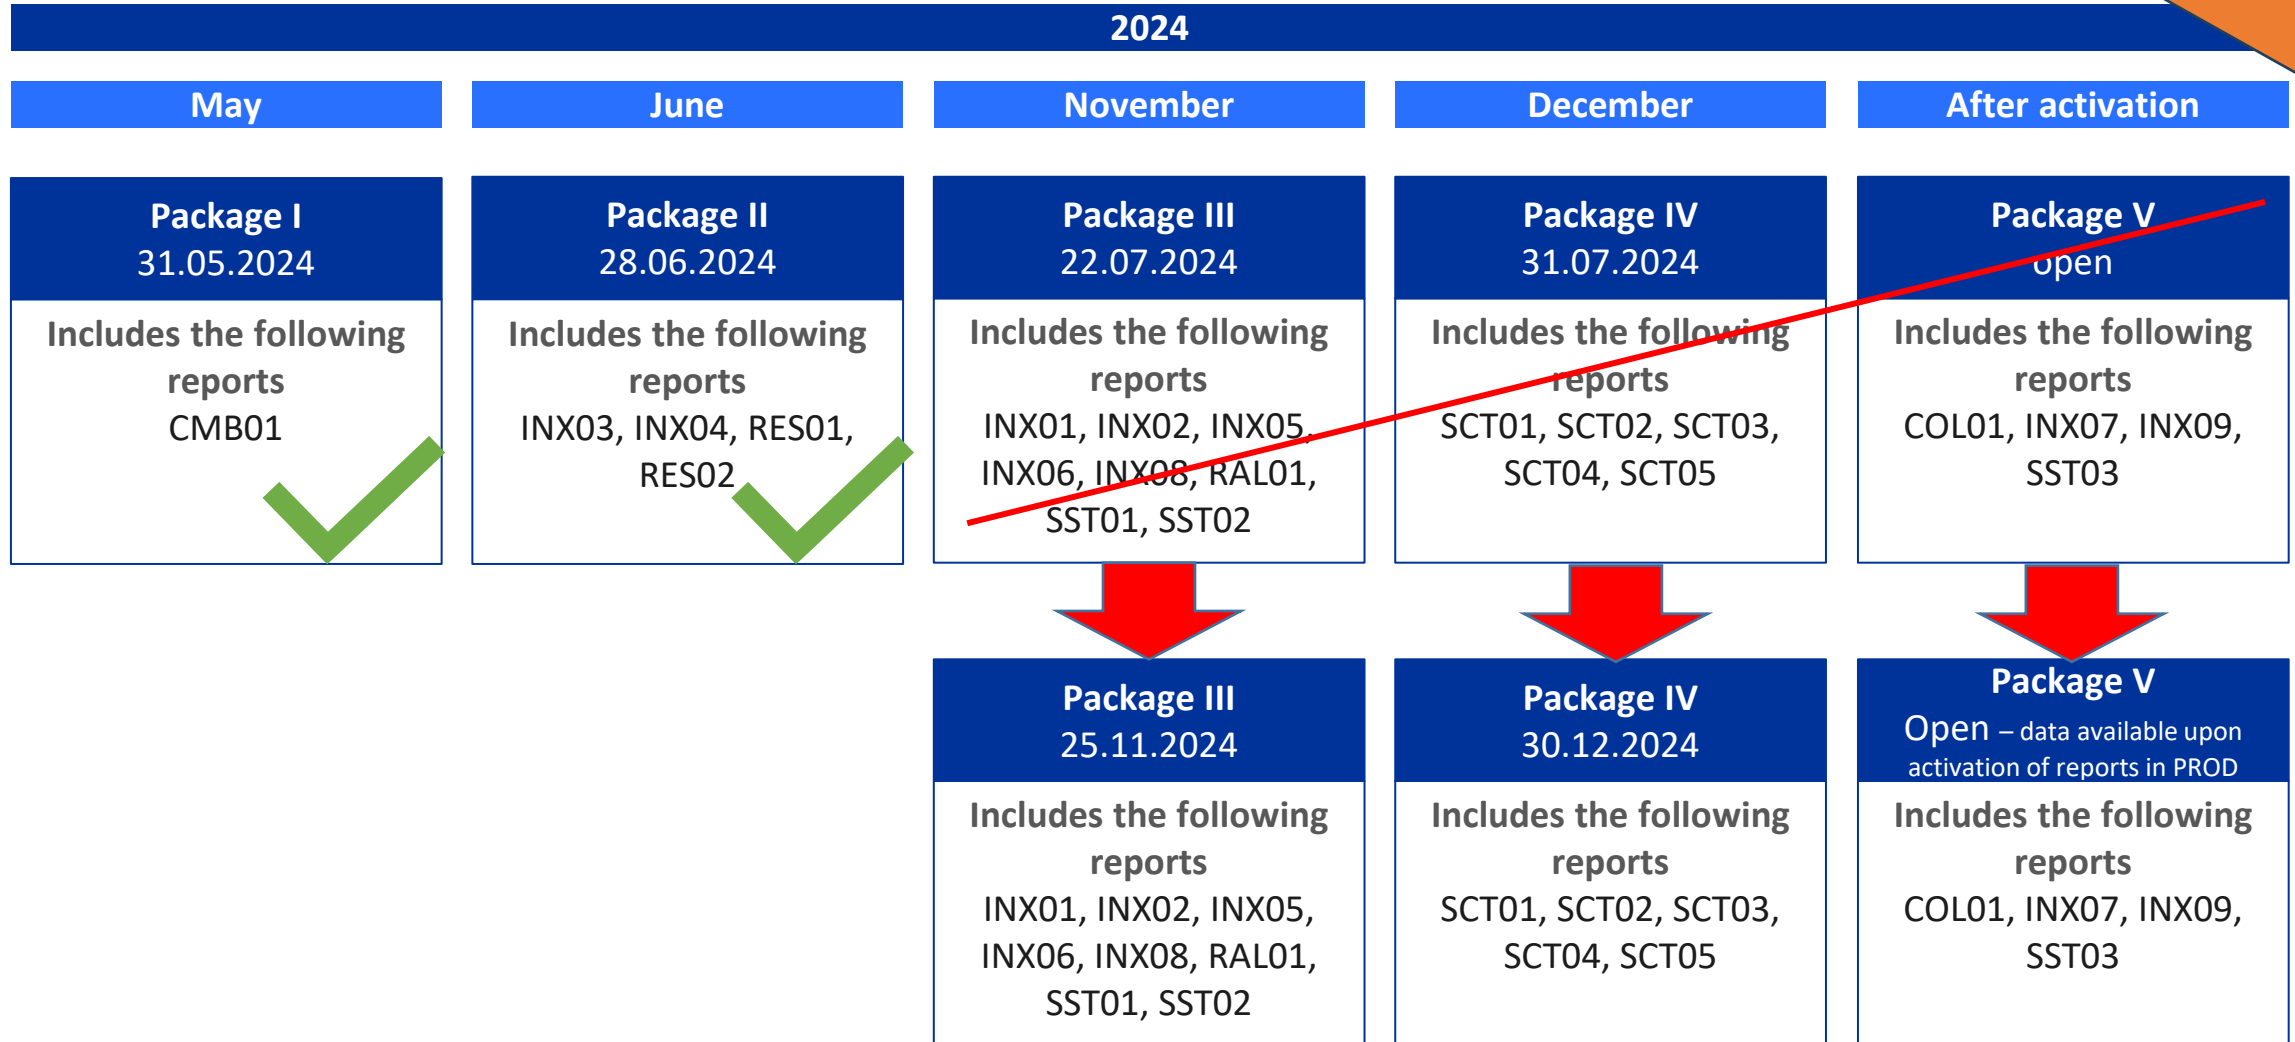 2024
May
June
November
December
After activation
Package I
31.05.2024
Includes the following
reports
CMB01
Package II
28.06.2024
Includes the following
reports
INX03, INX04, RES01,
RES02
Package III
22.07.2024
Includes the following
reports
INX01, INX02, INX05,
INX06, INX08, RAL01,
SST01, SST02
Package IV
31.07.2024
Includes the following
reports
SCT01, SCT02, SCT03,
SCT04, SCT05
Package V
open
Includes the following
reports
COL01, INX07, INX09,
SST03
Package III
25.11.2024
Includes the following
reports
INX01, INX02, INX05,
INX06, INX08, RAL01,
SST01, SST02
Package IV
30.12.2024
Includes the following
reports
SCT01, SCT02, SCT03,
SCT04, SCT05
Package V
Open – data available upon
activation of reports in PROD
Includes the following
reports
COL01, INX07, INX09,
SST03